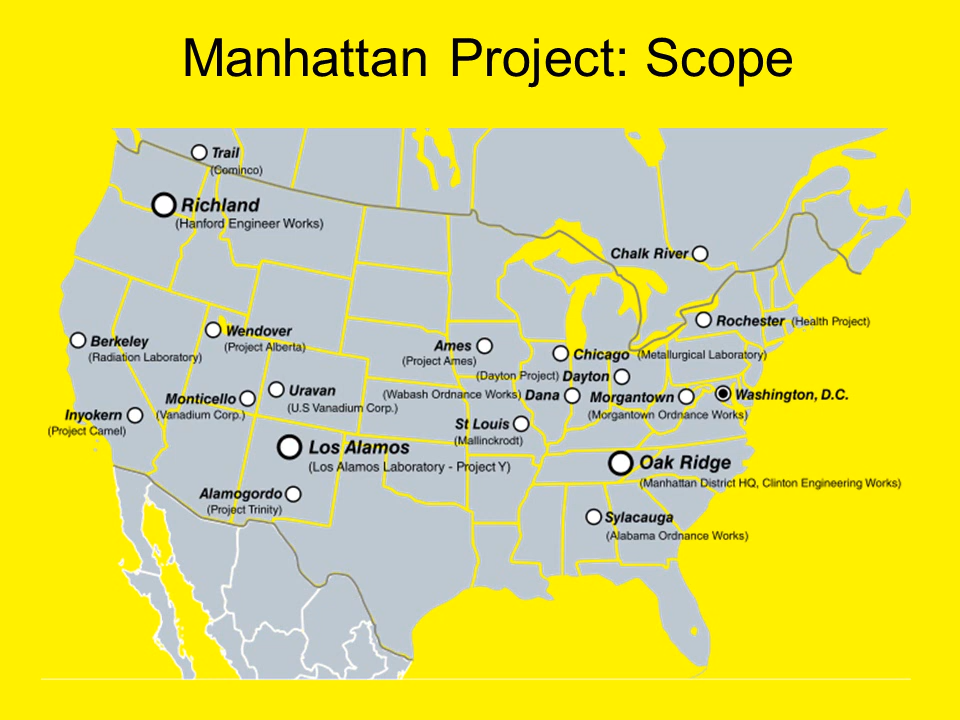 Manhattan Project: Scope
Trail
(Cominco)
Richland
(Hanford Engineer Works)
Chalk River
Rochester (Health Project)
Berkeley
(Radiation Laboratory)
Wendover
(Project Alberta)
Ames
(Project Ames)
Chicago (Metallurgical Laboratory)
(Dayton Project) Dayton
Monticello
(Vanadium Corp.)
Uravan
(U.S Vanadium Corp.)
(Wabash Ordnance Works) Dana
Morgantown
(Morgantown Ordnance Works)
Washington, D.C.
Inyokern
(Project Camel)
St Louis
(Mallinckrodt)
Los Alamos
(Los Alamos Laboratory - Project Y)
Oak Ridge
(Manhattan District HQ, Clinton Engineering Works)
Alamogordo
(Project Trinity)
Sylacauga
(Alabama Ordnance Works)